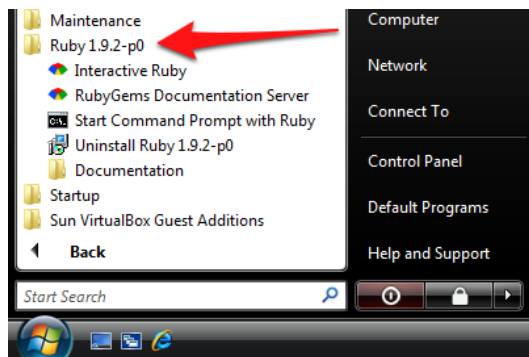 Maintenance
Ruby 1.9.2-p0
Interactive Ruby
RubyGems Documentation Server
Start Command Prompt with Ruby
Uninstall Ruby 1.9.2-p0
Documentation
Startup
Sun VirtualBox Guest Additions
Back
Start Search
Computer
Network
Connect To
Control Panel
Default Programs
Help and Support